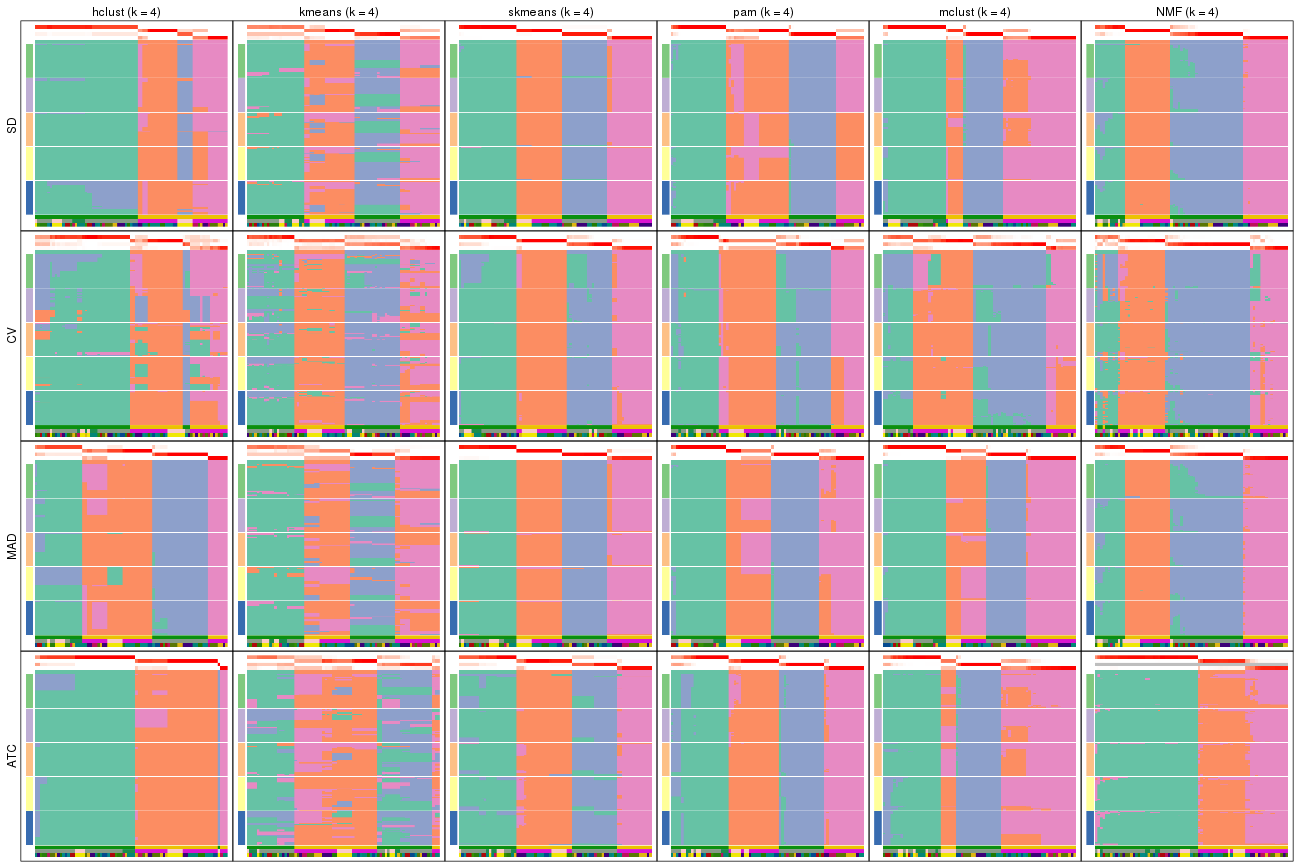 hclust (k = 4)
kmeans (k = 4)
skmeans (k = 4)
pam (k = 4)
mclust (k = 4)
NMF (k = 4)
SD
CV
MAD
ATC